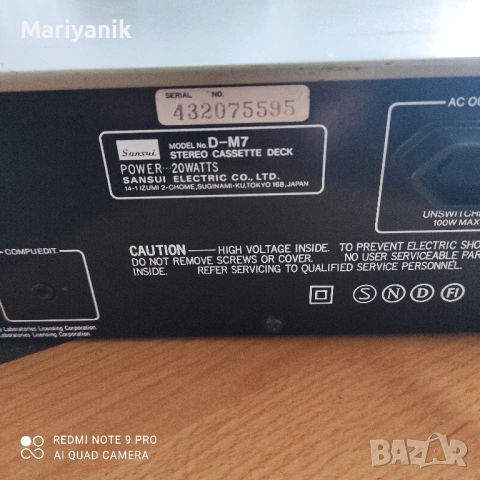 Mariyanik
SERIAL NO.
432075595
Sansui
MODEL No. D-M7
STEREO CASSETTE DECK
POWER···20WATTS
SANSUI ELECTRIC CO., LTD.
14-1 IZUMI 2-CHOME, SUGINAMI-KU, TOKYO 168, JAPAN
AC OU
UNSWITCHE
100W MAX
COMPUEDIT.
CAUTION — HIGH VOLTAGE INSIDE. TO PREVENT ELECTRIC SHO
DO NOT REMOVE SCREWS OR COVER. NO USER SERVICEABLE PAR
INSIDE. REFER SERVICING TO QUALIFIED SERVICE PERSONNEL.
S N D FI
Laboratories Licensing Corporation.
Laboratories Licensing Corporation.
REDMI NOTE 9 PRO
AI QUAD CAMERA
BAZAR